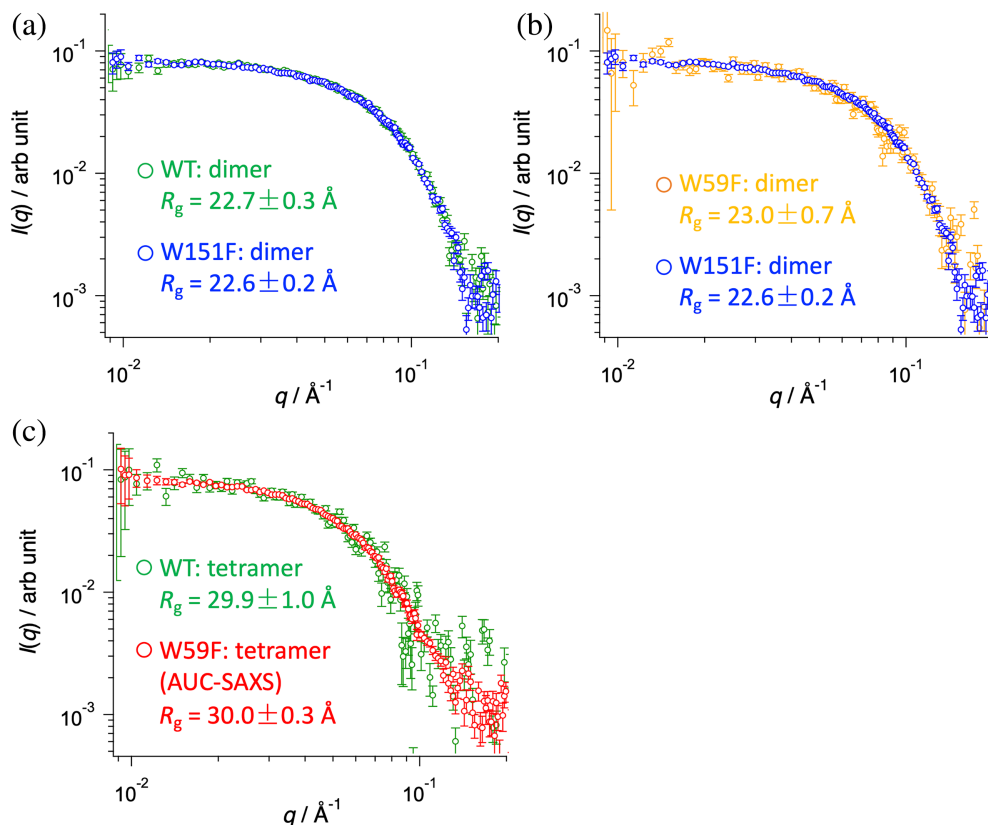 (a)
10⁻¹
10⁻²
10⁻³
I(q) / arb unit
WT: dimer
Rg = 22.7±0.3 Å
W151F: dimer
Rg = 22.6±0.2 Å
10⁻²
10⁻¹
q / Å⁻¹
(b)
10⁻¹
10⁻²
10⁻³
I(q) / arb unit
W59F: dimer
Rg = 23.0±0.7 Å
W151F: dimer
Rg = 22.6±0.2 Å
10⁻²
10⁻¹
q / Å⁻¹
(c)
10⁻¹
10⁻²
10⁻³
I(q) / arb unit
WT: tetramer
Rg = 29.9±1.0 Å
W59F: tetramer
(AUC-SAXS)
Rg = 30.0±0.3 Å
10⁻²
10⁻¹
q / Å⁻¹